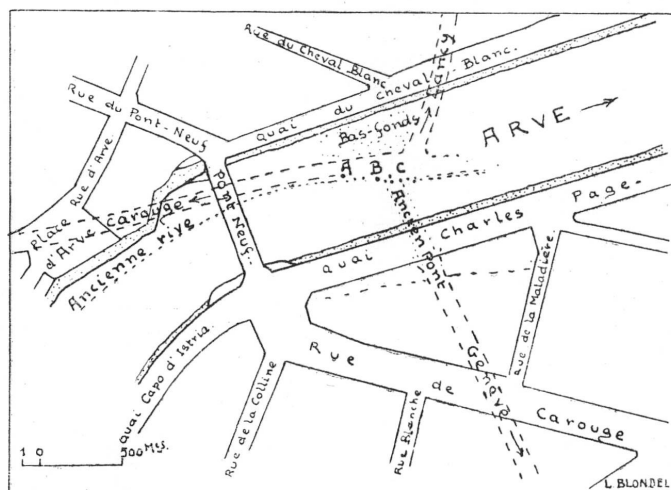 Rue du Cheval Blanc
Quai du Cheval-Blanc.
Lancy
Rue du Pont-Neuf
Rue d'Arve
Bas-fonds
ARVE
A B C
Place d'Arve
Carouge
Ancienne rive
Pont Neuf
Ancien Pont
Quai Charles Page-
Quai Capo d'Istria.
Rue de la Maladière
Genève
Rue de Carouge
Rue de la Colline
Rue Blanche
1 0 500 Mts.
L. BLONDEL